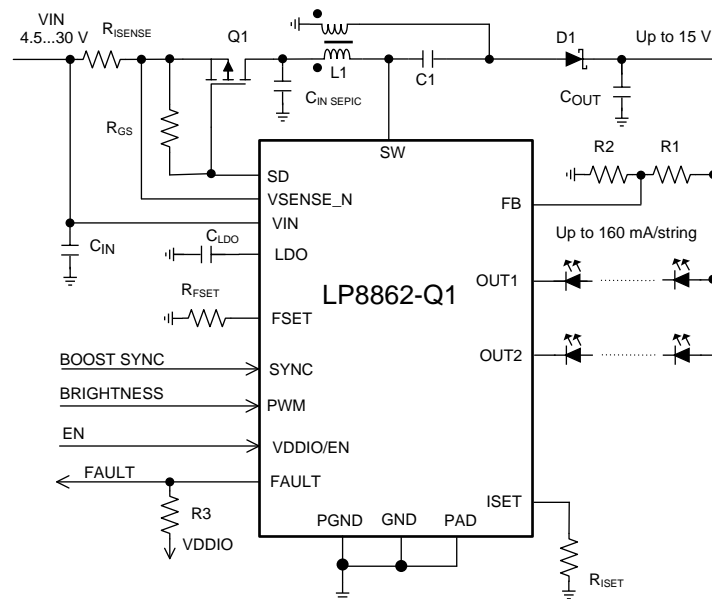 VIN
4.5...30 V
RISENSE
Q1
L1
C1
D1
Up to 15 V
CIN SEPIC
COUT
RGS
SW
R2
R1
SD
VSENSE_N
FB
VIN
CIN
CLDO
LDO
Up to 160 mA/string
RFSET
LP8862-Q1
OUT1
FSET
OUT2
BOOST SYNC
SYNC
BRIGHTNESS
PWM
EN
VDDIO/EN
FAULT
FAULT
ISET
R3
PGND
GND
PAD
VDDIO
RISET